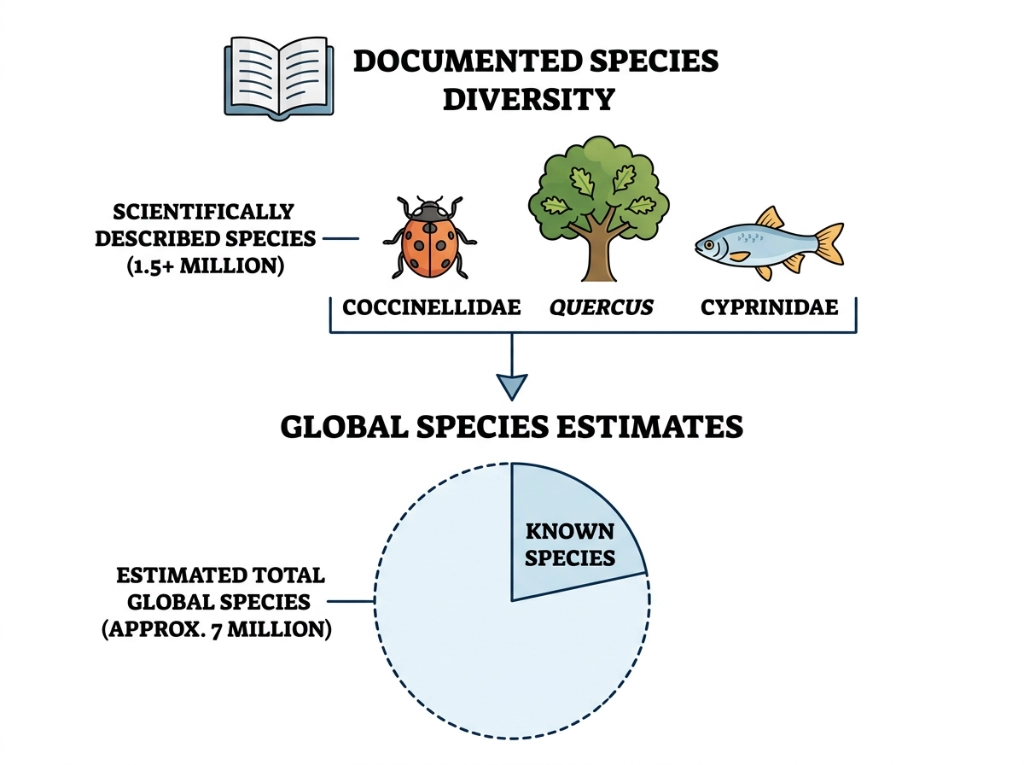 DOCUMENTED SPECIES
DIVERSITY
SCIENTIFICALLY
DESCRIBED SPECIES
(1.5+ MILLION)
COCCINELLIDAE
QUERCUS
CYPRINIDAE
GLOBAL SPECIES ESTIMATES
KNOWN
SPECIES
ESTIMATED TOTAL
GLOBAL SPECIES
(APPROX. 7 MILLION)